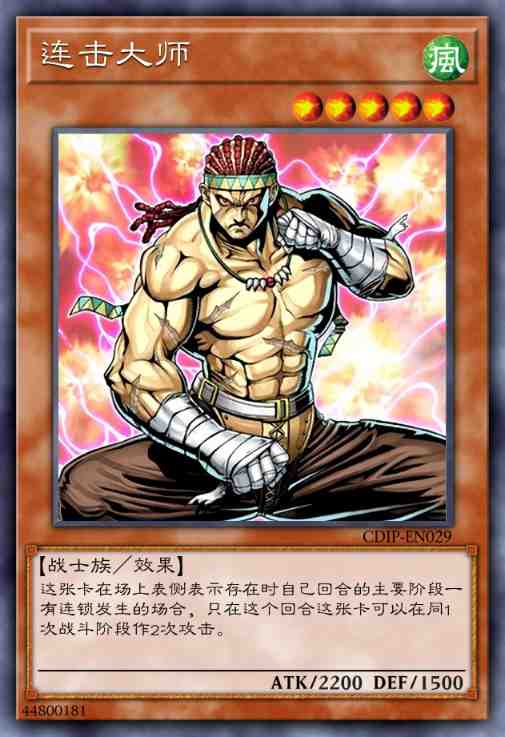 连击大师
瘋
CDIP-EN029
【战士族／效果】
这张卡在场上表侧表示存在时自己回合的主要阶段一
有连锁发生的场合，只在这个回合这张卡可以在同1
次战斗阶段作2次攻击。
ATK/2200 DEF/1500
44800181